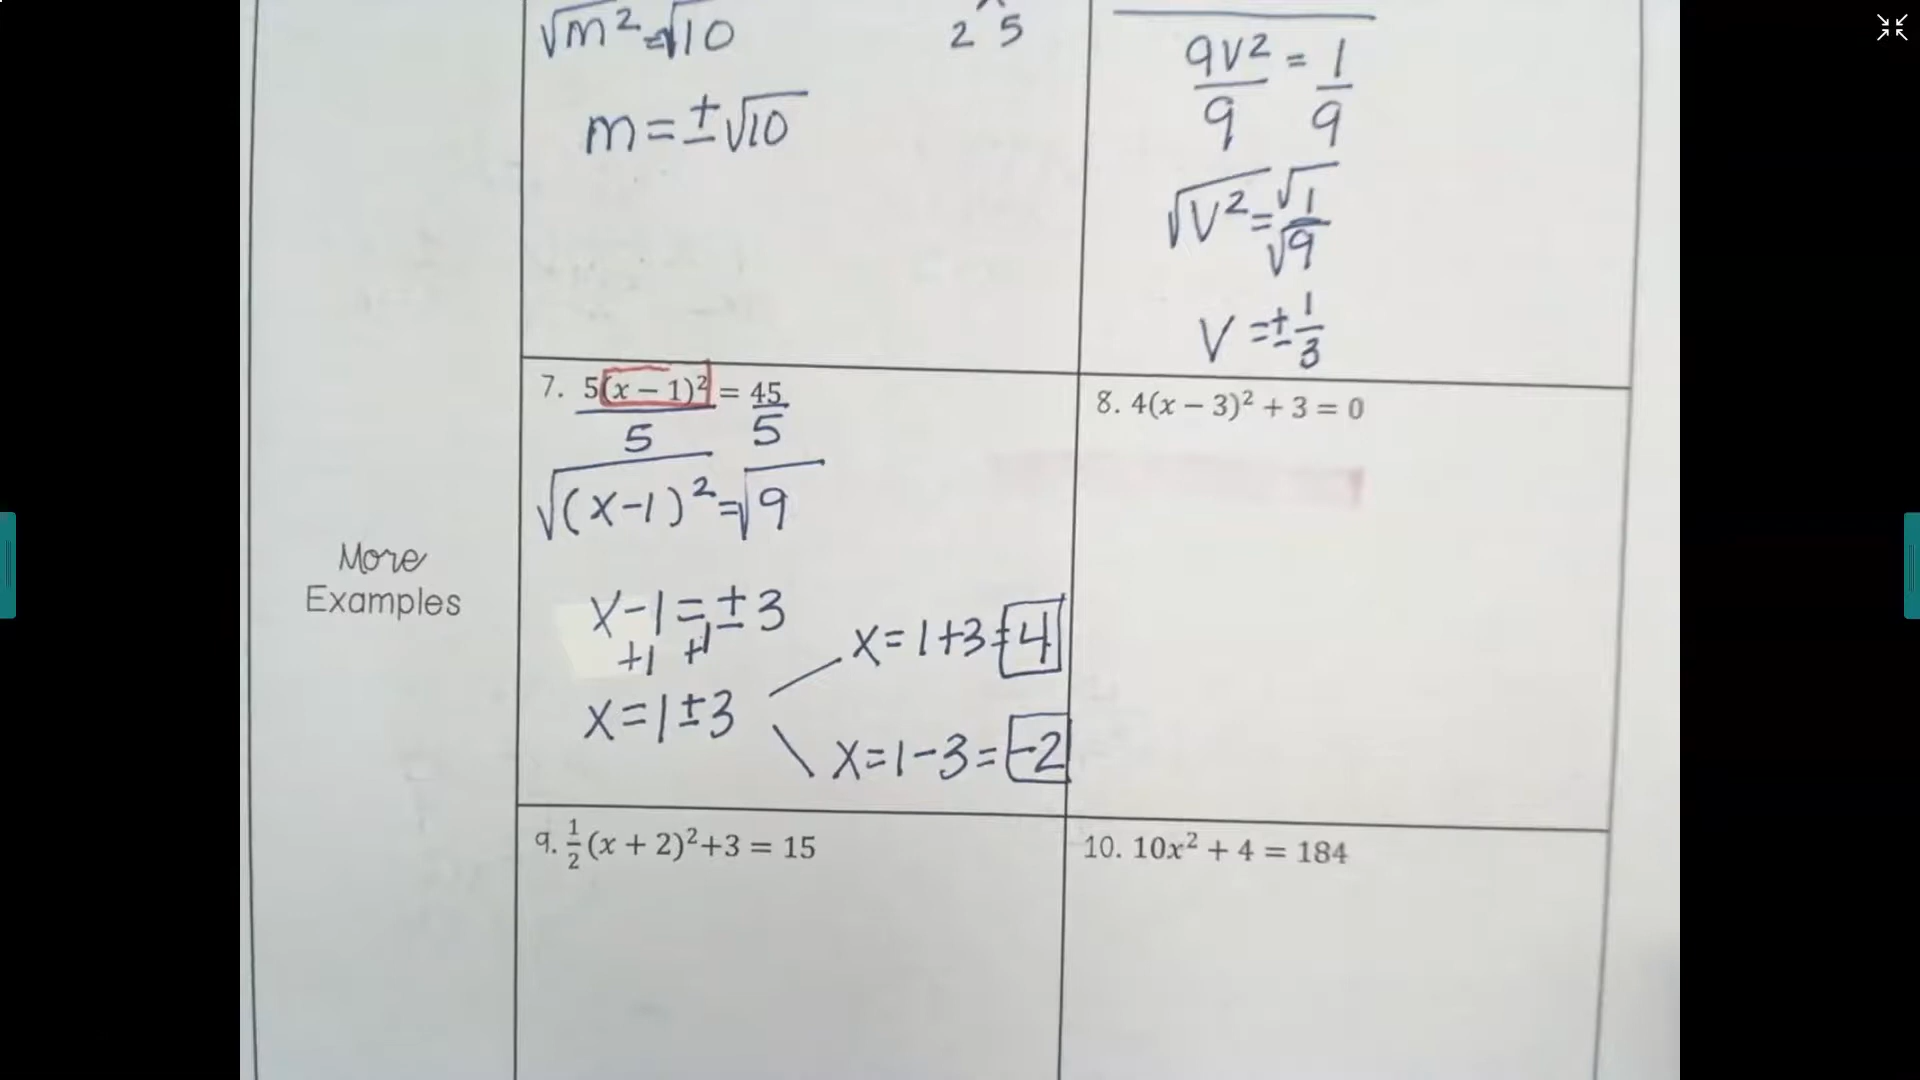 √m² = √10
2 5
m = ±√10
9v² = 1
9 9
√v² = √1
√9
v = ± 1/3
7. 5(x − 1)² = 45
5 5
√(x-1)² = √9
x-1 = ±3
+1 +1
x = 1 ± 3
x = 1+3 = 4
x = 1-3 = -2
8. 4(x − 3)² + 3 = 0
More
Examples
9. 1/2 (x + 2)²+3 = 15
10. 10x² + 4 = 184